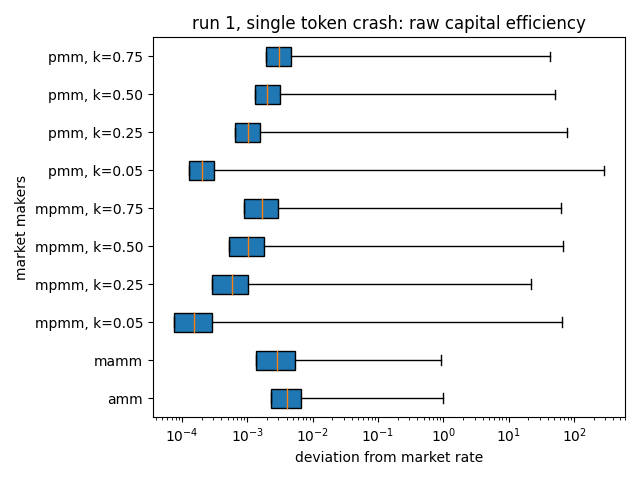 run 1, single token crash: raw capital efficiency
market makers
pmm, k=0.75
pmm, k=0.50
pmm, k=0.25
pmm, k=0.05
mpmm, k=0.75
mpmm, k=0.50
mpmm, k=0.25
mpmm, k=0.05
mamm
amm
10⁻⁴ 10⁻³ 10⁻² 10⁻¹ 10⁰ 10¹ 10²
deviation from market rate